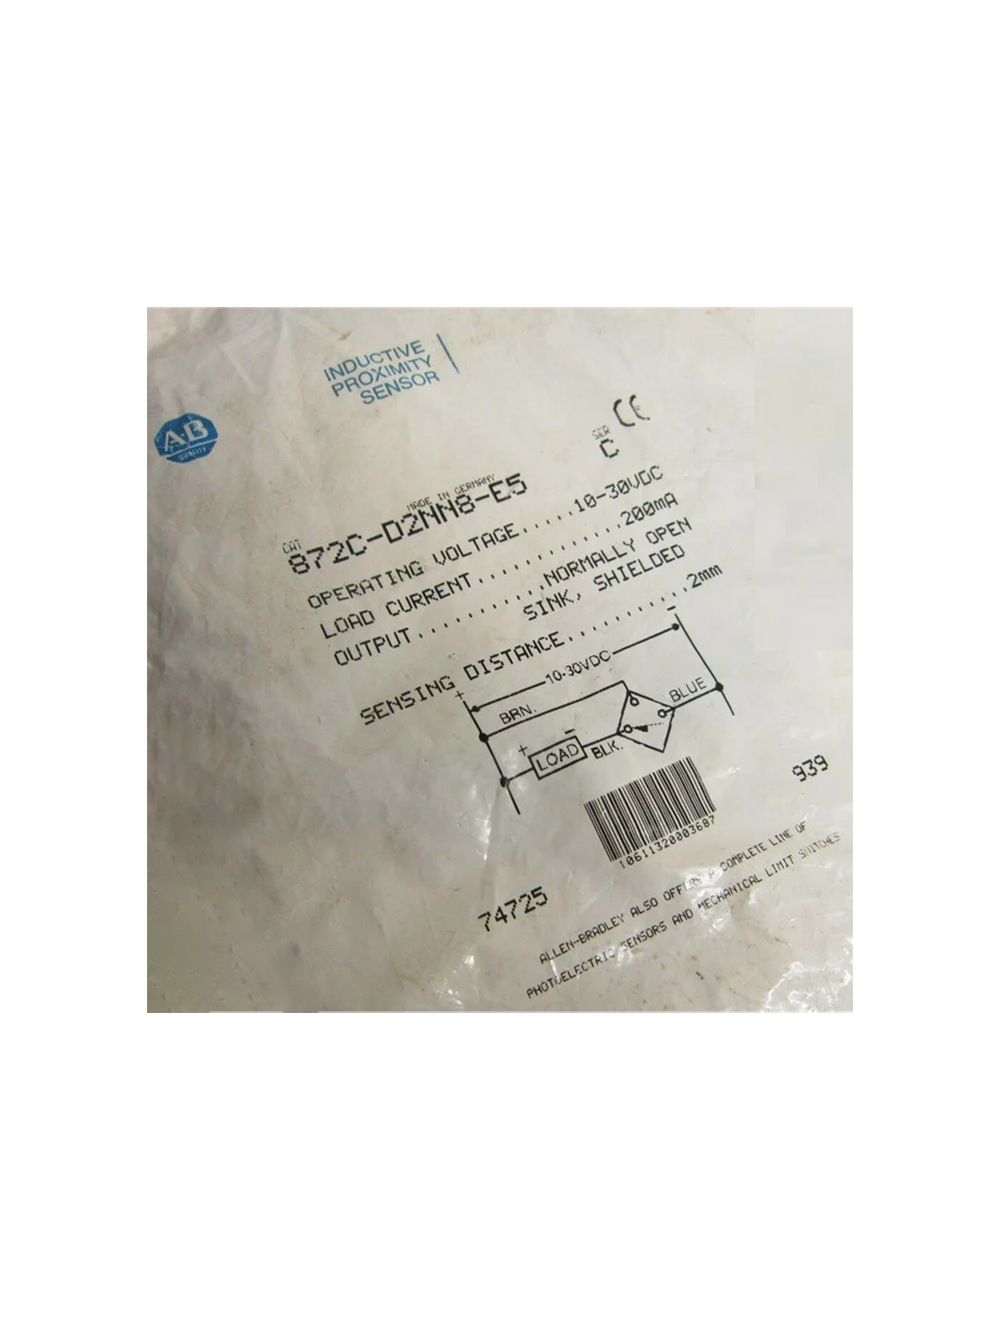 INDUCTIVE
PROXIMITY
SENSOR
AB
QUALITY
CE
SER
C
MADE IN GERMANY
CAT
872C-D2NN8-E5
OPERATING VOLTAGE.....10-30VDC
LOAD CURRENT............200mA
OUTPUT...........NORMALLY OPEN
SINK, SHIELDED
SENSING DISTANCE..........2mm
+ 10-30VDC -
BRN.
BLUE
+ -
LOAD
BLK.
10611320003687
939
74725
ALLEN-BRADLEY ALSO OFFERS A COMPLETE LINE OF
PHOTOELECTRIC SENSORS AND MECHANICAL LIMIT SWITCHES